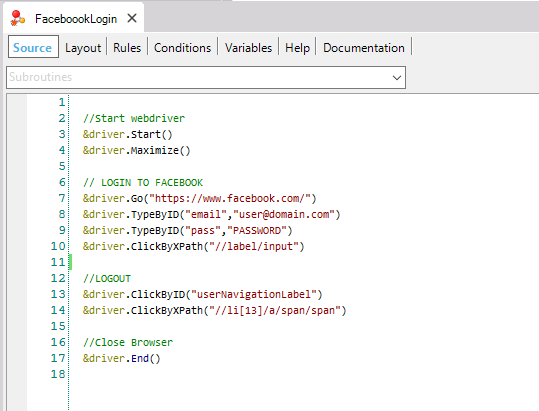 FaceboookLogin
Source Layout Rules Conditions Variables Help Documentation
Subroutines
1
2 //Start webdriver
3 &driver.Start()
4 &driver.Maximize()
5
6 // LOGIN TO FACEBOOK
7 &driver.Go("https://www.facebook.com/")
8 &driver.TypeByID("email","user@domain.com")
9 &driver.TypeByID("pass","PASSWORD")
10 &driver.ClickByXPath("//label/input")
11
12 //LOGOUT
13 &driver.ClickByID("userNavigationLabel")
14 &driver.ClickByXPath("//li[13]/a/span/span")
15
16 //Close Browser
17 &driver.End()
18